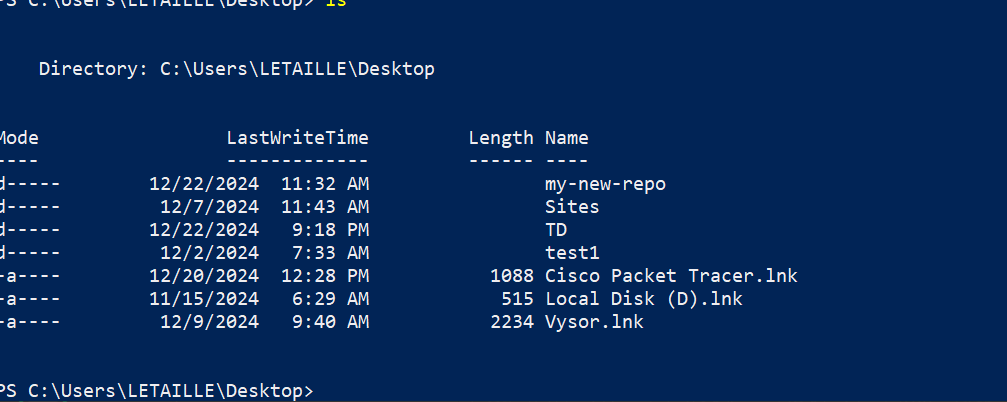 PS C:\Users\LETAILLE\Desktop> ls
Directory: C:\Users\LETAILLE\Desktop
Mode LastWriteTime Length Name
---- ------------- ------ ----
d----- 12/22/2024 11:32 AM my-new-repo
d----- 12/7/2024 11:43 AM Sites
d----- 12/22/2024 9:18 PM TD
d----- 12/2/2024 7:33 AM test1
-a---- 12/20/2024 12:28 PM 1088 Cisco Packet Tracer.lnk
-a---- 11/15/2024 6:29 AM 515 Local Disk (D).lnk
-a---- 12/9/2024 9:40 AM 2234 Vysor.lnk
PS C:\Users\LETAILLE\Desktop>